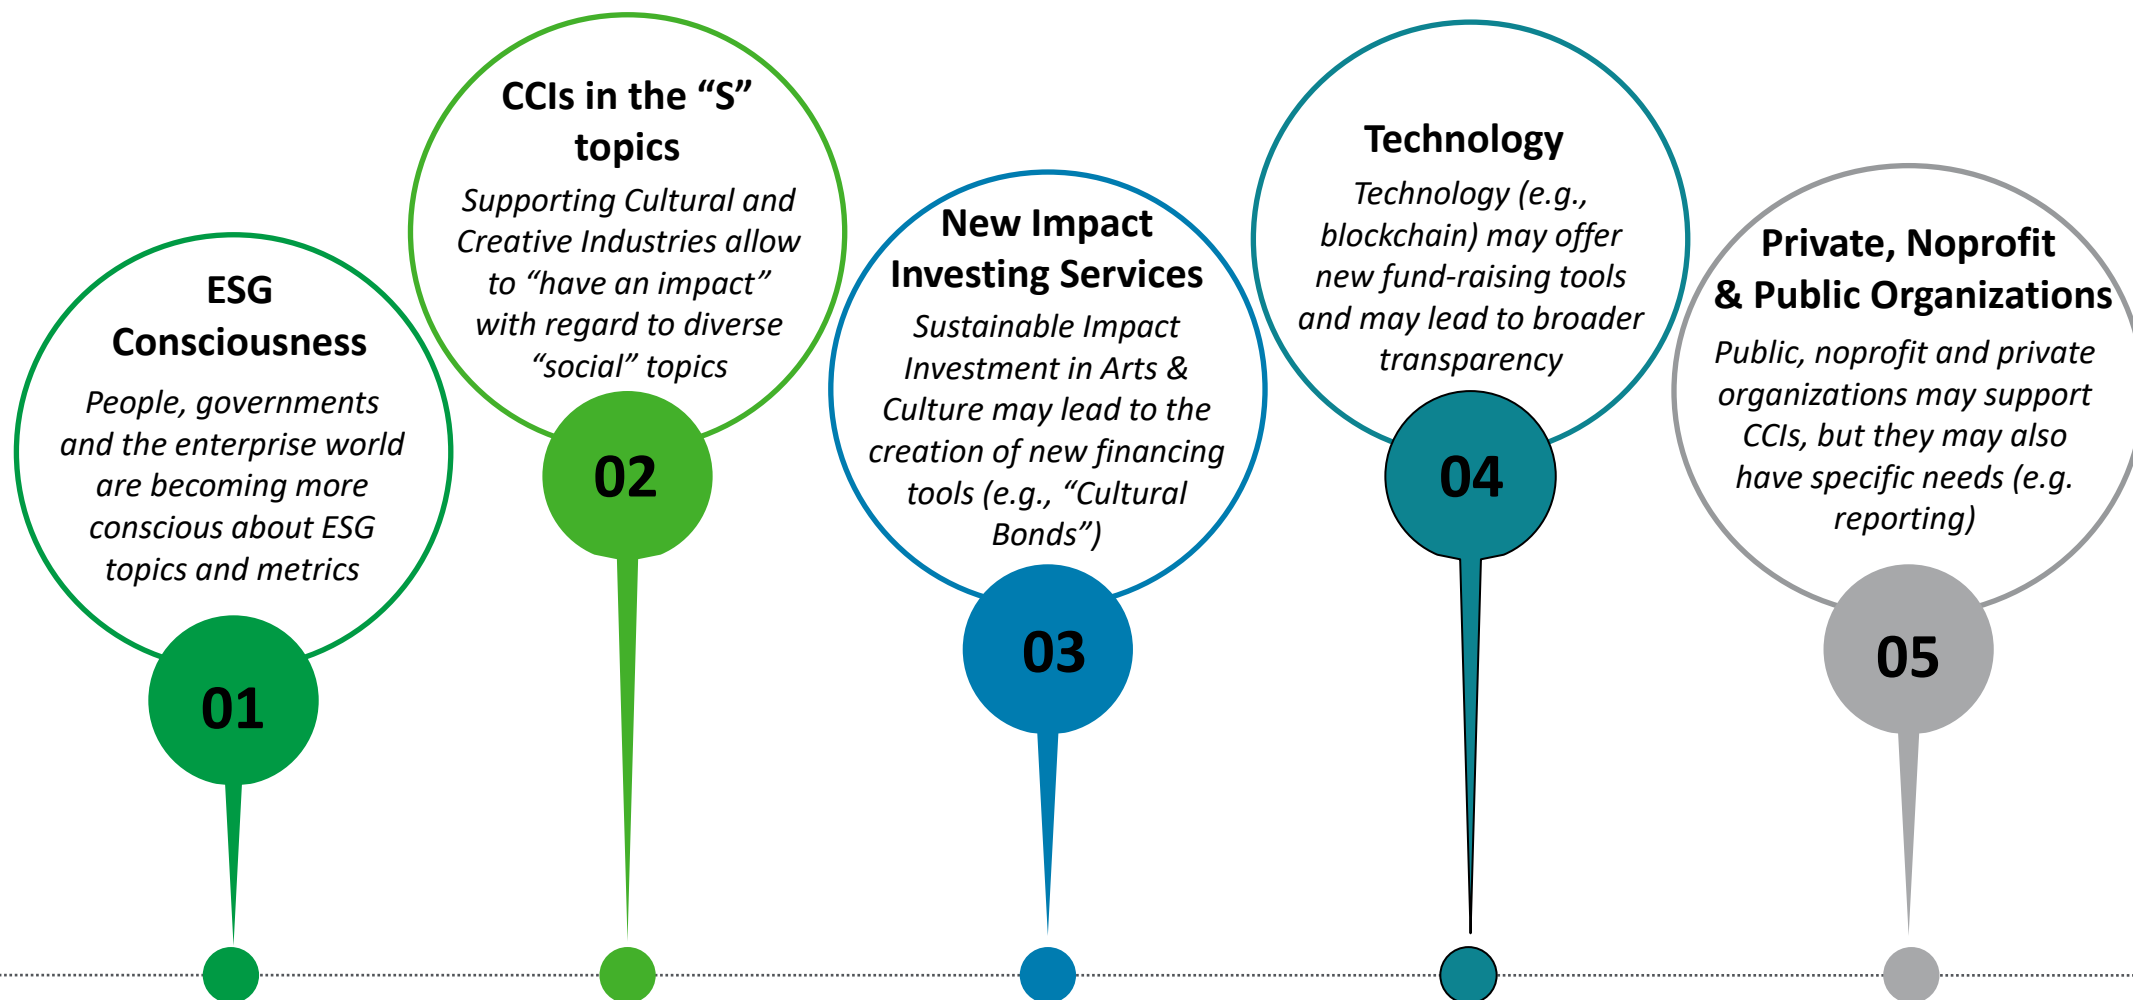 ESG
Consciousness
People, governments
and the enterprise world
are becoming more
conscious about ESG
topics and metrics
01
CCIs in the “S”
topics
Supporting Cultural and
Creative Industries allow
to “have an impact”
with regard to diverse
“social” topics
02
New Impact
Investing Services
Sustainable Impact
Investment in Arts &
Culture may lead to the
creation of new financing
tools (e.g., “Cultural
Bonds”)
03
Technology
Technology (e.g.,
blockchain) may offer
new fund-raising tools
and may lead to broader
transparency
04
Private, Noprofit
& Public Organizations
Public, noprofit and private
organizations may support
CCIs, but they may also
have specific needs (e.g.
reporting)
05